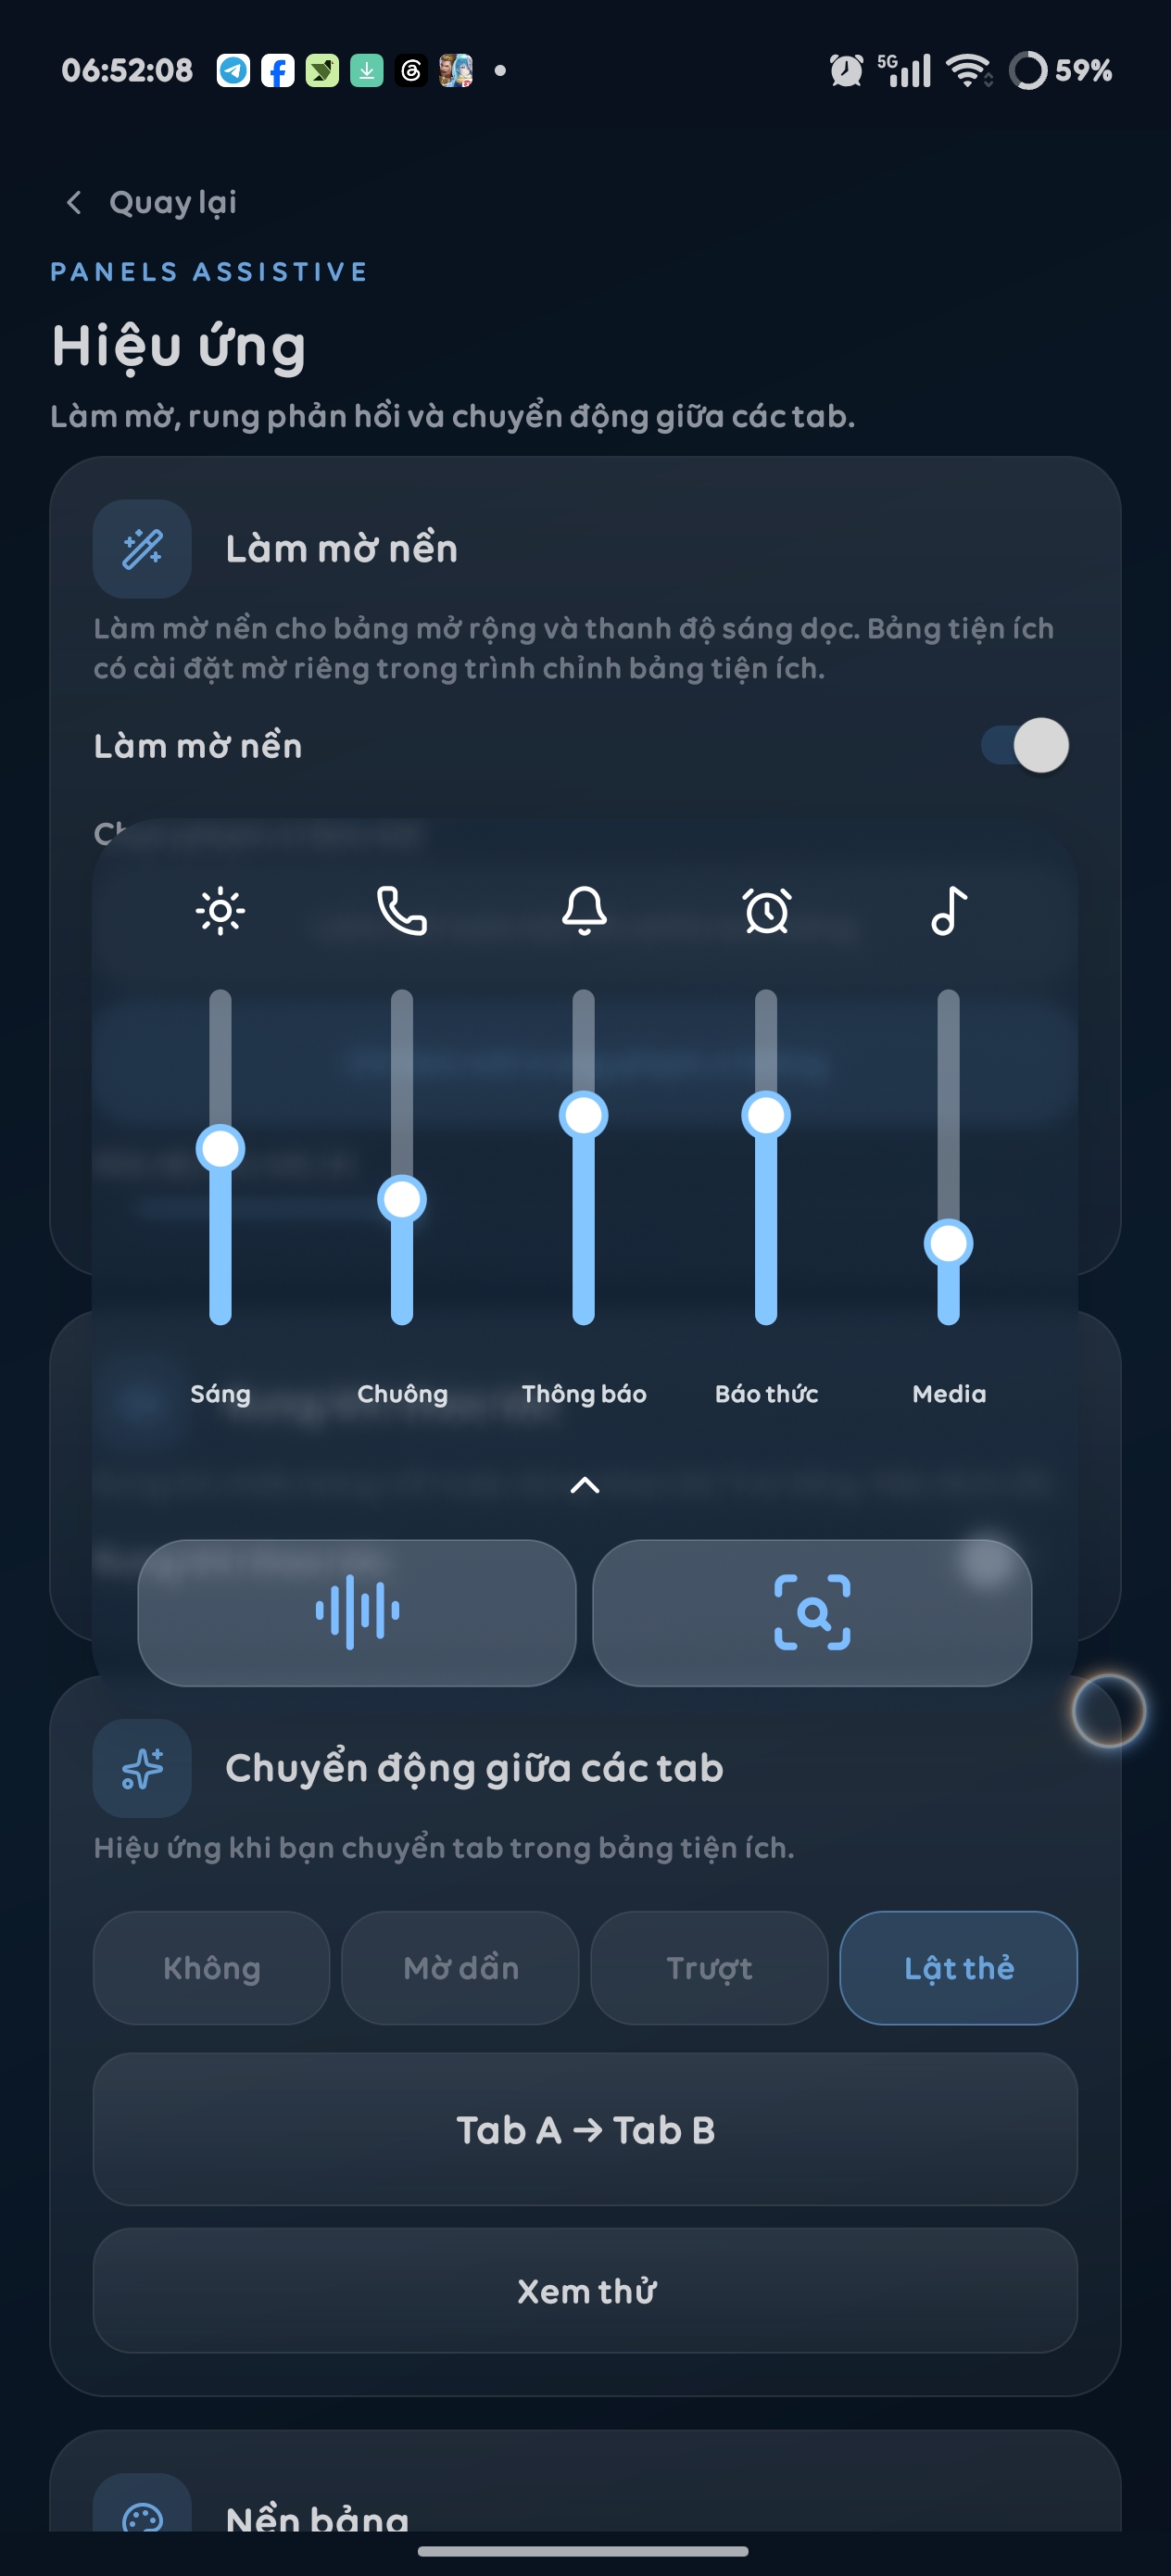 06:52:08
5G
59%
Quay lại
PANELS ASSISTIVE
Hiệu ứng
Làm mờ, rung phản hồi và chuyển động giữa các tab.
Làm mờ nền
Làm mờ nền cho bảng mở rộng và thanh độ sáng dọc. Bảng tiện ích
có cài đặt mờ riêng trong trình chỉnh bảng tiện ích.
Làm mờ nền
Sáng Chuông Thông báo Báo thức Media
Chuyển động giữa các tab
Hiệu ứng khi bạn chuyển tab trong bảng tiện ích.
Không Mờ dần Trượt Lật thẻ
Tab A → Tab B
Xem thử
Nền bảng